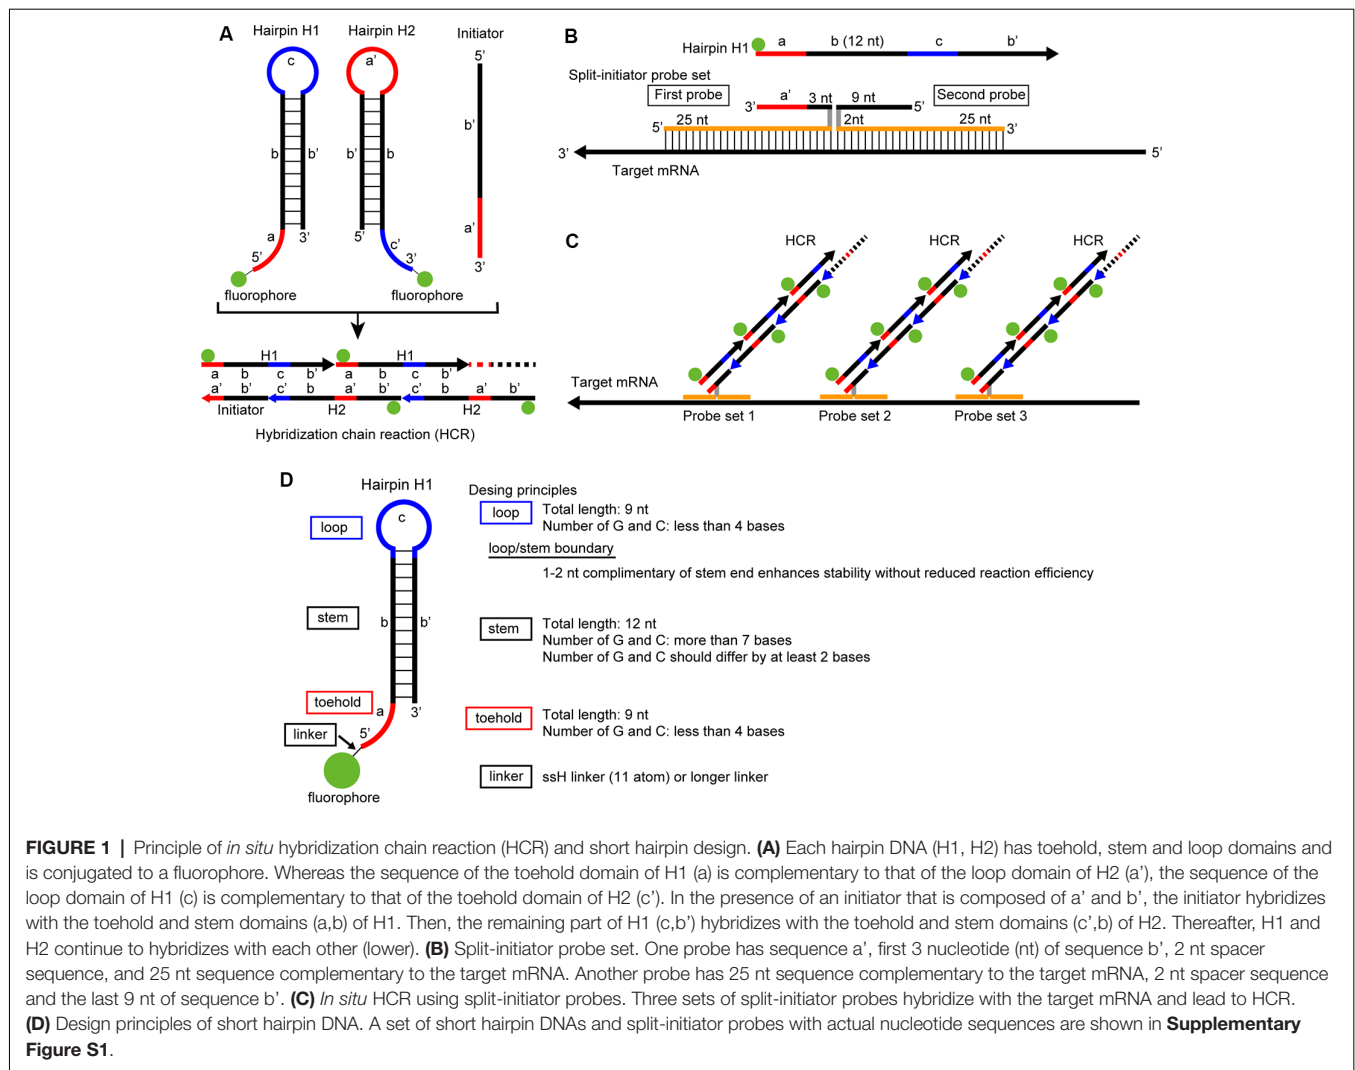 A
Hairpin H1
Hairpin H2
Initiator
c
a'
5'
b
b'
b'
b
b'
a
3'
5'
c'
a'
5'
3'
3'
fluorophore
fluorophore
H1
H1
a b c b' a b c b'
a' b' c' b a' b' c' b a' b'
Initiator
H2
H2
Hybridization chain reaction (HCR)
B
Hairpin H1
a
b (12 nt)
c
b'
Split-initiator probe set
First probe
Second probe
3'
a'
3 nt
9 nt
5'
5'
25 nt
2nt
25 nt
3'
3'
5'
Target mRNA
C
HCR
HCR
HCR
Target mRNA
Probe set 1
Probe set 2
Probe set 3
D
Hairpin H1
loop
c
stem
b
b'
toehold
a
3'
linker
5'
fluorophore
Desing principles
loop
Total length: 9 nt
Number of G and C: less than 4 bases
loop/stem boundary
1-2 nt complimentary of stem end enhances stability without reduced reaction efficiency
stem
Total length: 12 nt
Number of G and C: more than 7 bases
Number of G and C should differ by at least 2 bases
toehold
Total length: 9 nt
Number of G and C: less than 4 bases
linker
ssH linker (11 atom) or longer linker
FIGURE 1 | Principle of in situ hybridization chain reaction (HCR) and short hairpin design. (A) Each hairpin DNA (H1, H2) has toehold, stem and loop domains and
is conjugated to a fluorophore. Whereas the sequence of the toehold domain of H1 (a) is complementary to that of the loop domain of H2 (a'), the sequence of the
loop domain of H1 (c) is complementary to that of the toehold domain of H2 (c'). In the presence of an initiator that is composed of a' and b', the initiator hybridizes
with the toehold and stem domains (a,b) of H1. Then, the remaining part of H1 (c,b') hybridizes with the toehold and stem domains (c',b) of H2. Thereafter, H1 and
H2 continue to hybridizes with each other (lower). (B) Split-initiator probe set. One probe has sequence a', first 3 nucleotide (nt) of sequence b', 2 nt spacer
sequence, and 25 nt sequence complementary to the target mRNA. Another probe has 25 nt sequence complementary to the target mRNA, 2 nt spacer sequence
and the last 9 nt of sequence b'. (C) In situ HCR using split-initiator probes. Three sets of split-initiator probes hybridize with the target mRNA and lead to HCR.
(D) Design principles of short hairpin DNA. A set of short hairpin DNAs and split-initiator probes with actual nucleotide sequences are shown in Supplementary
Figure S1.